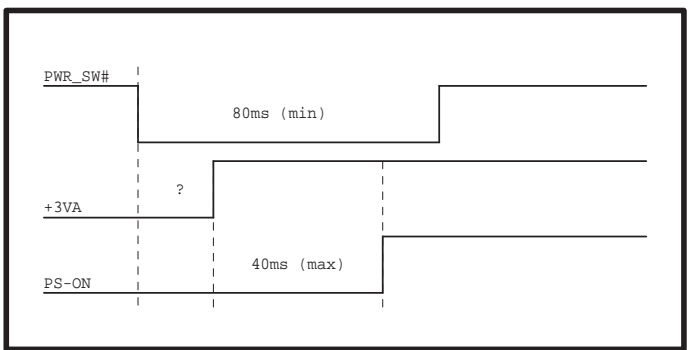 PWR_SW#
80ms (min)
?
+3VA
40ms (max)
PS-ON